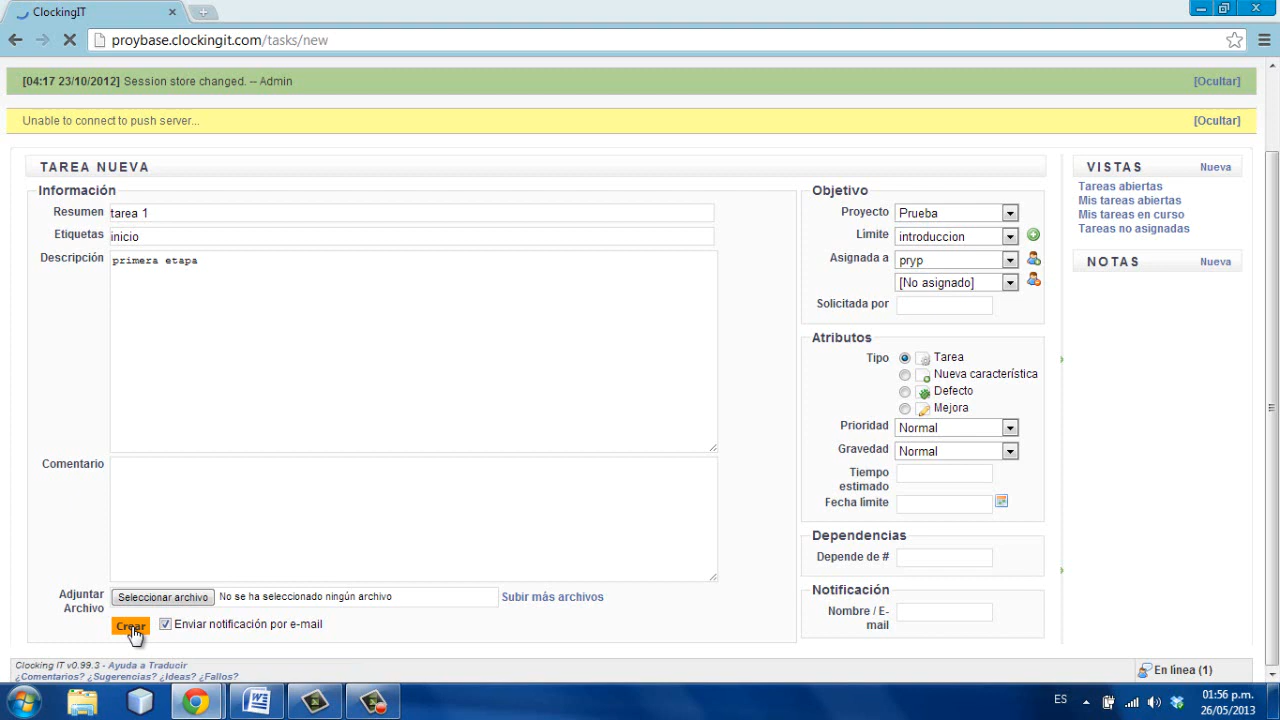 ClockingIT
proybase.clockingit.com/tasks/new
[04:17 23/10/2012] Session store changed. -- Admin [Ocultar]
Unable to connect to push server... [Ocultar]
TAREA NUEVA
Información
Resumen tarea 1
Etiquetas inicio
Descripción primera etapa
Comentario
Adjuntar Archivo
Seleccionar archivo No se ha seleccionado ningún archivo Subir más archivos
Crear Enviar notificación por e-mail
Objetivo
Proyecto Prueba
Límite introduccion
Asignada a pryp
[No asignado]
Solicitada por
Atributos
Tipo Tarea
Nueva característica
Defecto
Mejora
Prioridad Normal
Gravedad Normal
Tiempo
estimado
Fecha límite
Dependencias
Depende de #
Notificación
Nombre / E-
mail
VISTAS Nueva
Tareas abiertas
Mis tareas abiertas
Mis tareas en curso
Tareas no asignadas
NOTAS Nueva
Clocking IT v0.99.3 - Ayuda a Traducir
¿Comentarios? ¿Sugerencias? ¿Ideas? ¿Fallos?
En línea (1)
ES
01:56 p.m.
26/05/2013